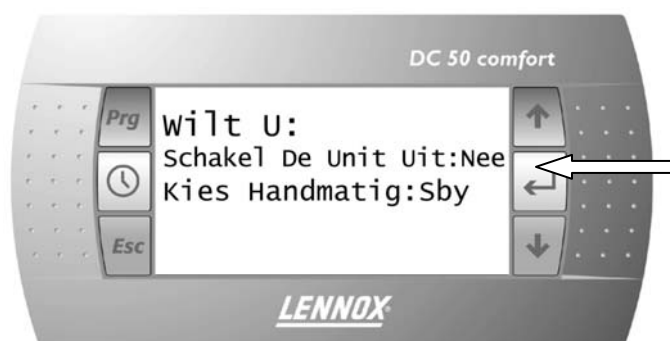 DC 50 comfort
Prg
Wilt U:
Schakel De Unit Uit:Nee
Kies Handmatig:Sby
Esc
LENNOX